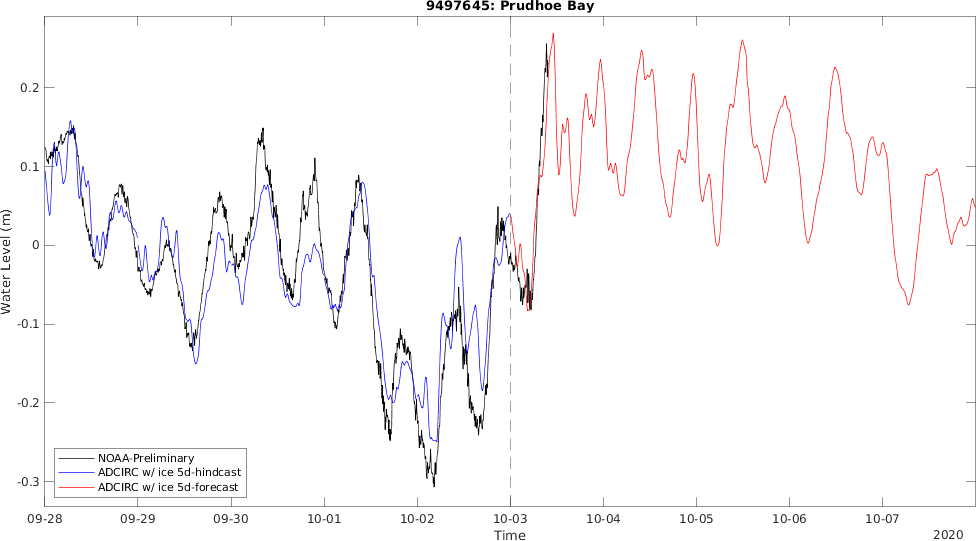 9497645: Prudhoe Bay
Water Level (m)
0.2
0.1
0
-0.1
-0.2
-0.3
NOAA-Preliminary
ADCIRC w/ ice 5d-hindcast
ADCIRC w/ ice 5d-forecast
09-28 09-29 09-30 10-01 10-02 10-03 10-04 10-05 10-06 10-07
Time
2020